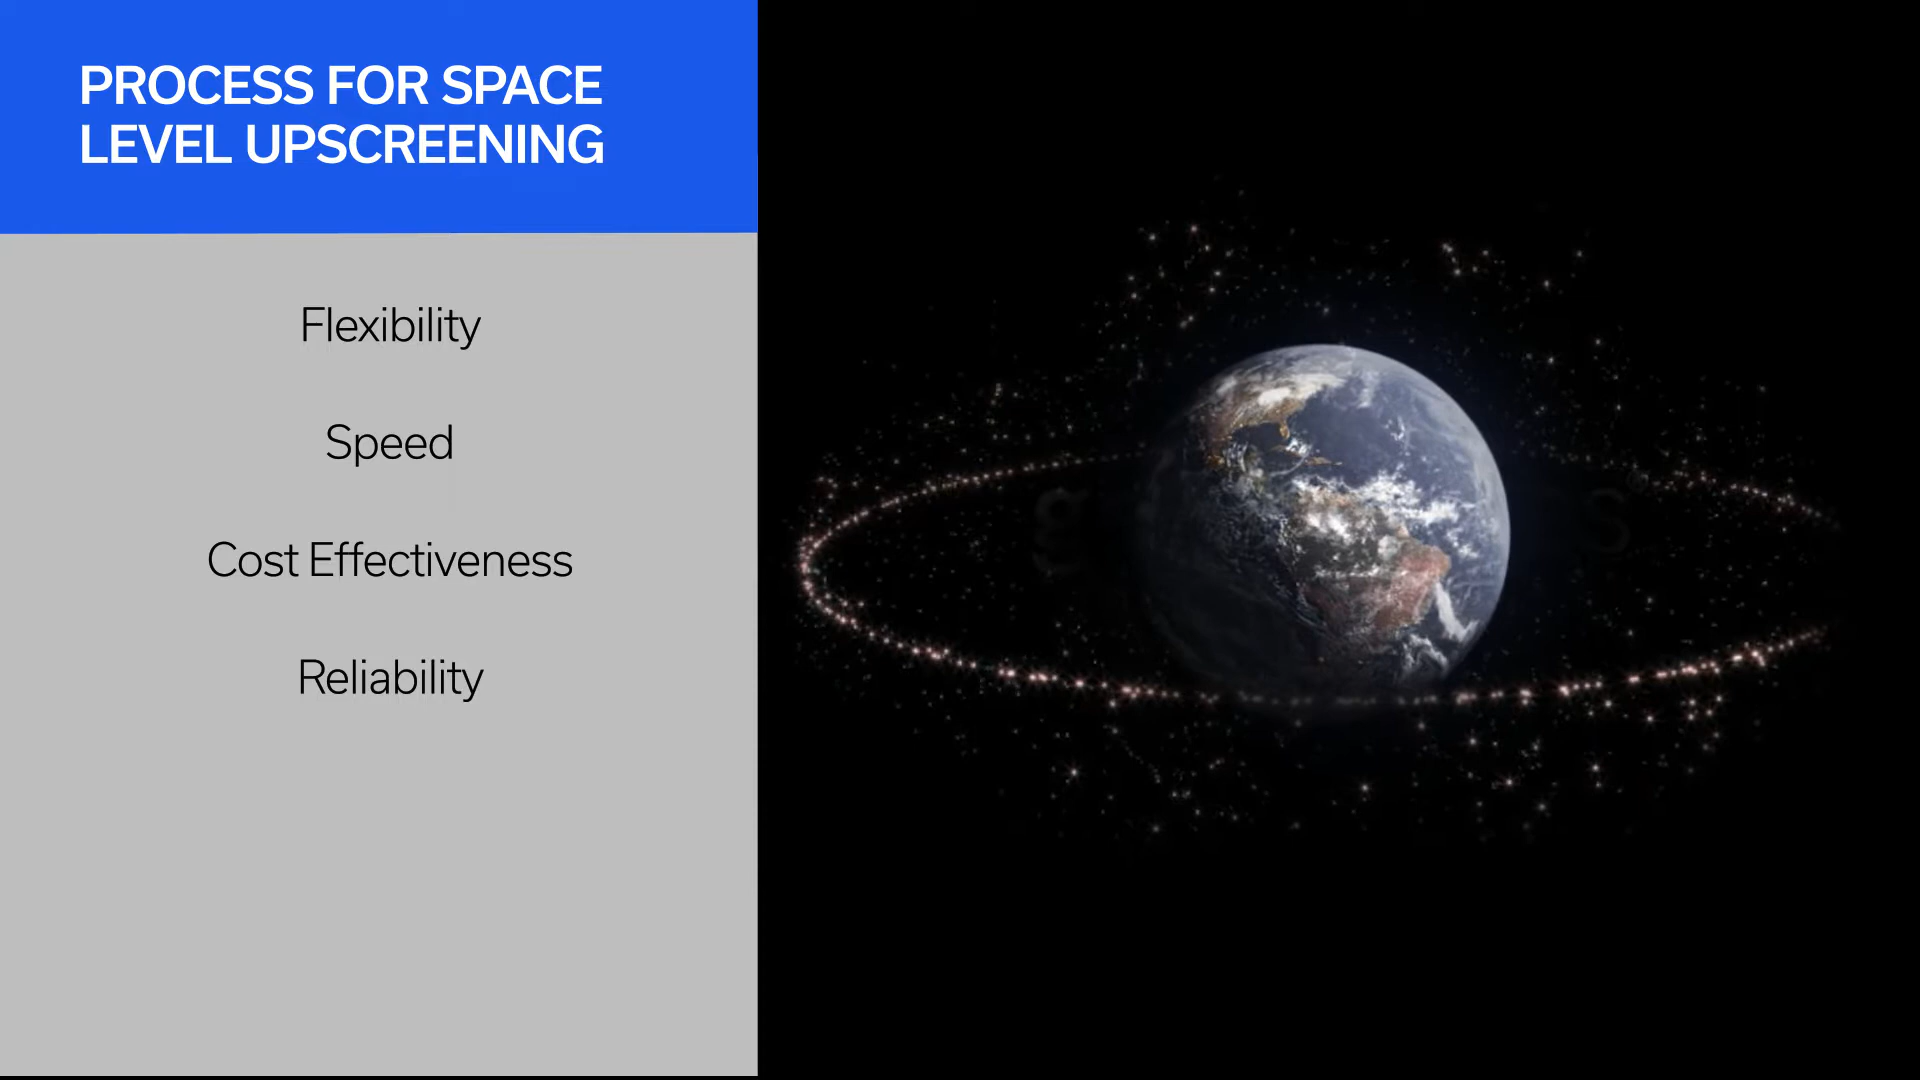 PROCESS FOR SPACE
LEVEL UPSCREENING
Flexibility
Speed
Cost Effectiveness
Reliability